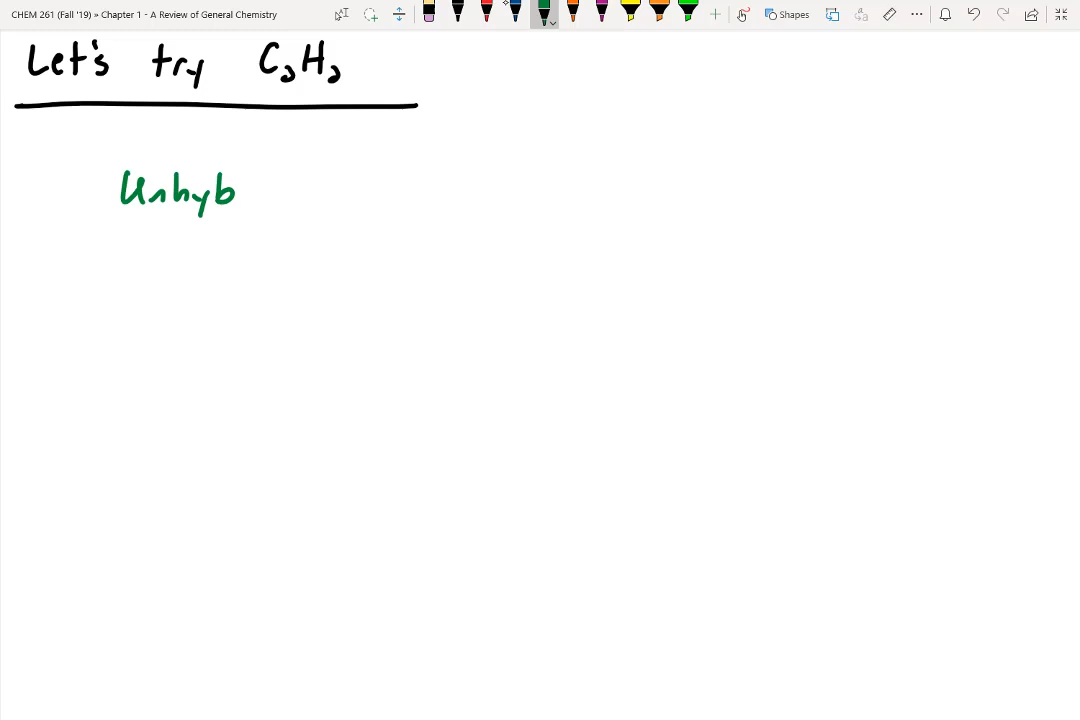 CHEM 261 (Fall '19) » Chapter 1 - A Review of General Chemistry
Shapes
Let's try C₂H₂
Unhyb